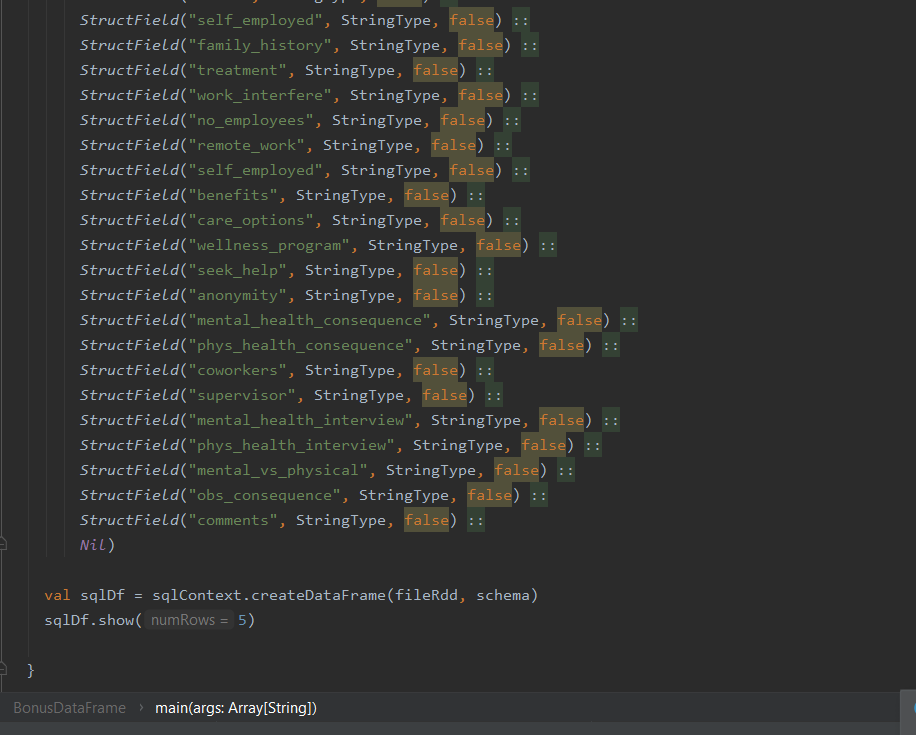 StructField("self_employed", StringType, false) ::
StructField("family_history", StringType, false) ::
StructField("treatment", StringType, false) ::
StructField("work_interfere", StringType, false) ::
StructField("no_employees", StringType, false) ::
StructField("remote_work", StringType, false) ::
StructField("self_employed", StringType, false) ::
StructField("benefits", StringType, false) ::
StructField("care_options", StringType, false) ::
StructField("wellness_program", StringType, false) ::
StructField("seek_help", StringType, false) ::
StructField("anonymity", StringType, false) ::
StructField("mental_health_consequence", StringType, false) ::
StructField("phys_health_consequence", StringType, false) ::
StructField("coworkers", StringType, false) ::
StructField("supervisor", StringType, false) ::
StructField("mental_health_interview", StringType, false) ::
StructField("phys_health_interview", StringType, false) ::
StructField("mental_vs_physical", StringType, false) ::
StructField("obs_consequence", StringType, false) ::
StructField("comments", StringType, false) ::
Nil)
val sqlDf = sqlContext.createDataFrame(fileRdd, schema)
sqlDf.show( numRows = 5)
}
BonusDataFrame › main(args: Array[String])